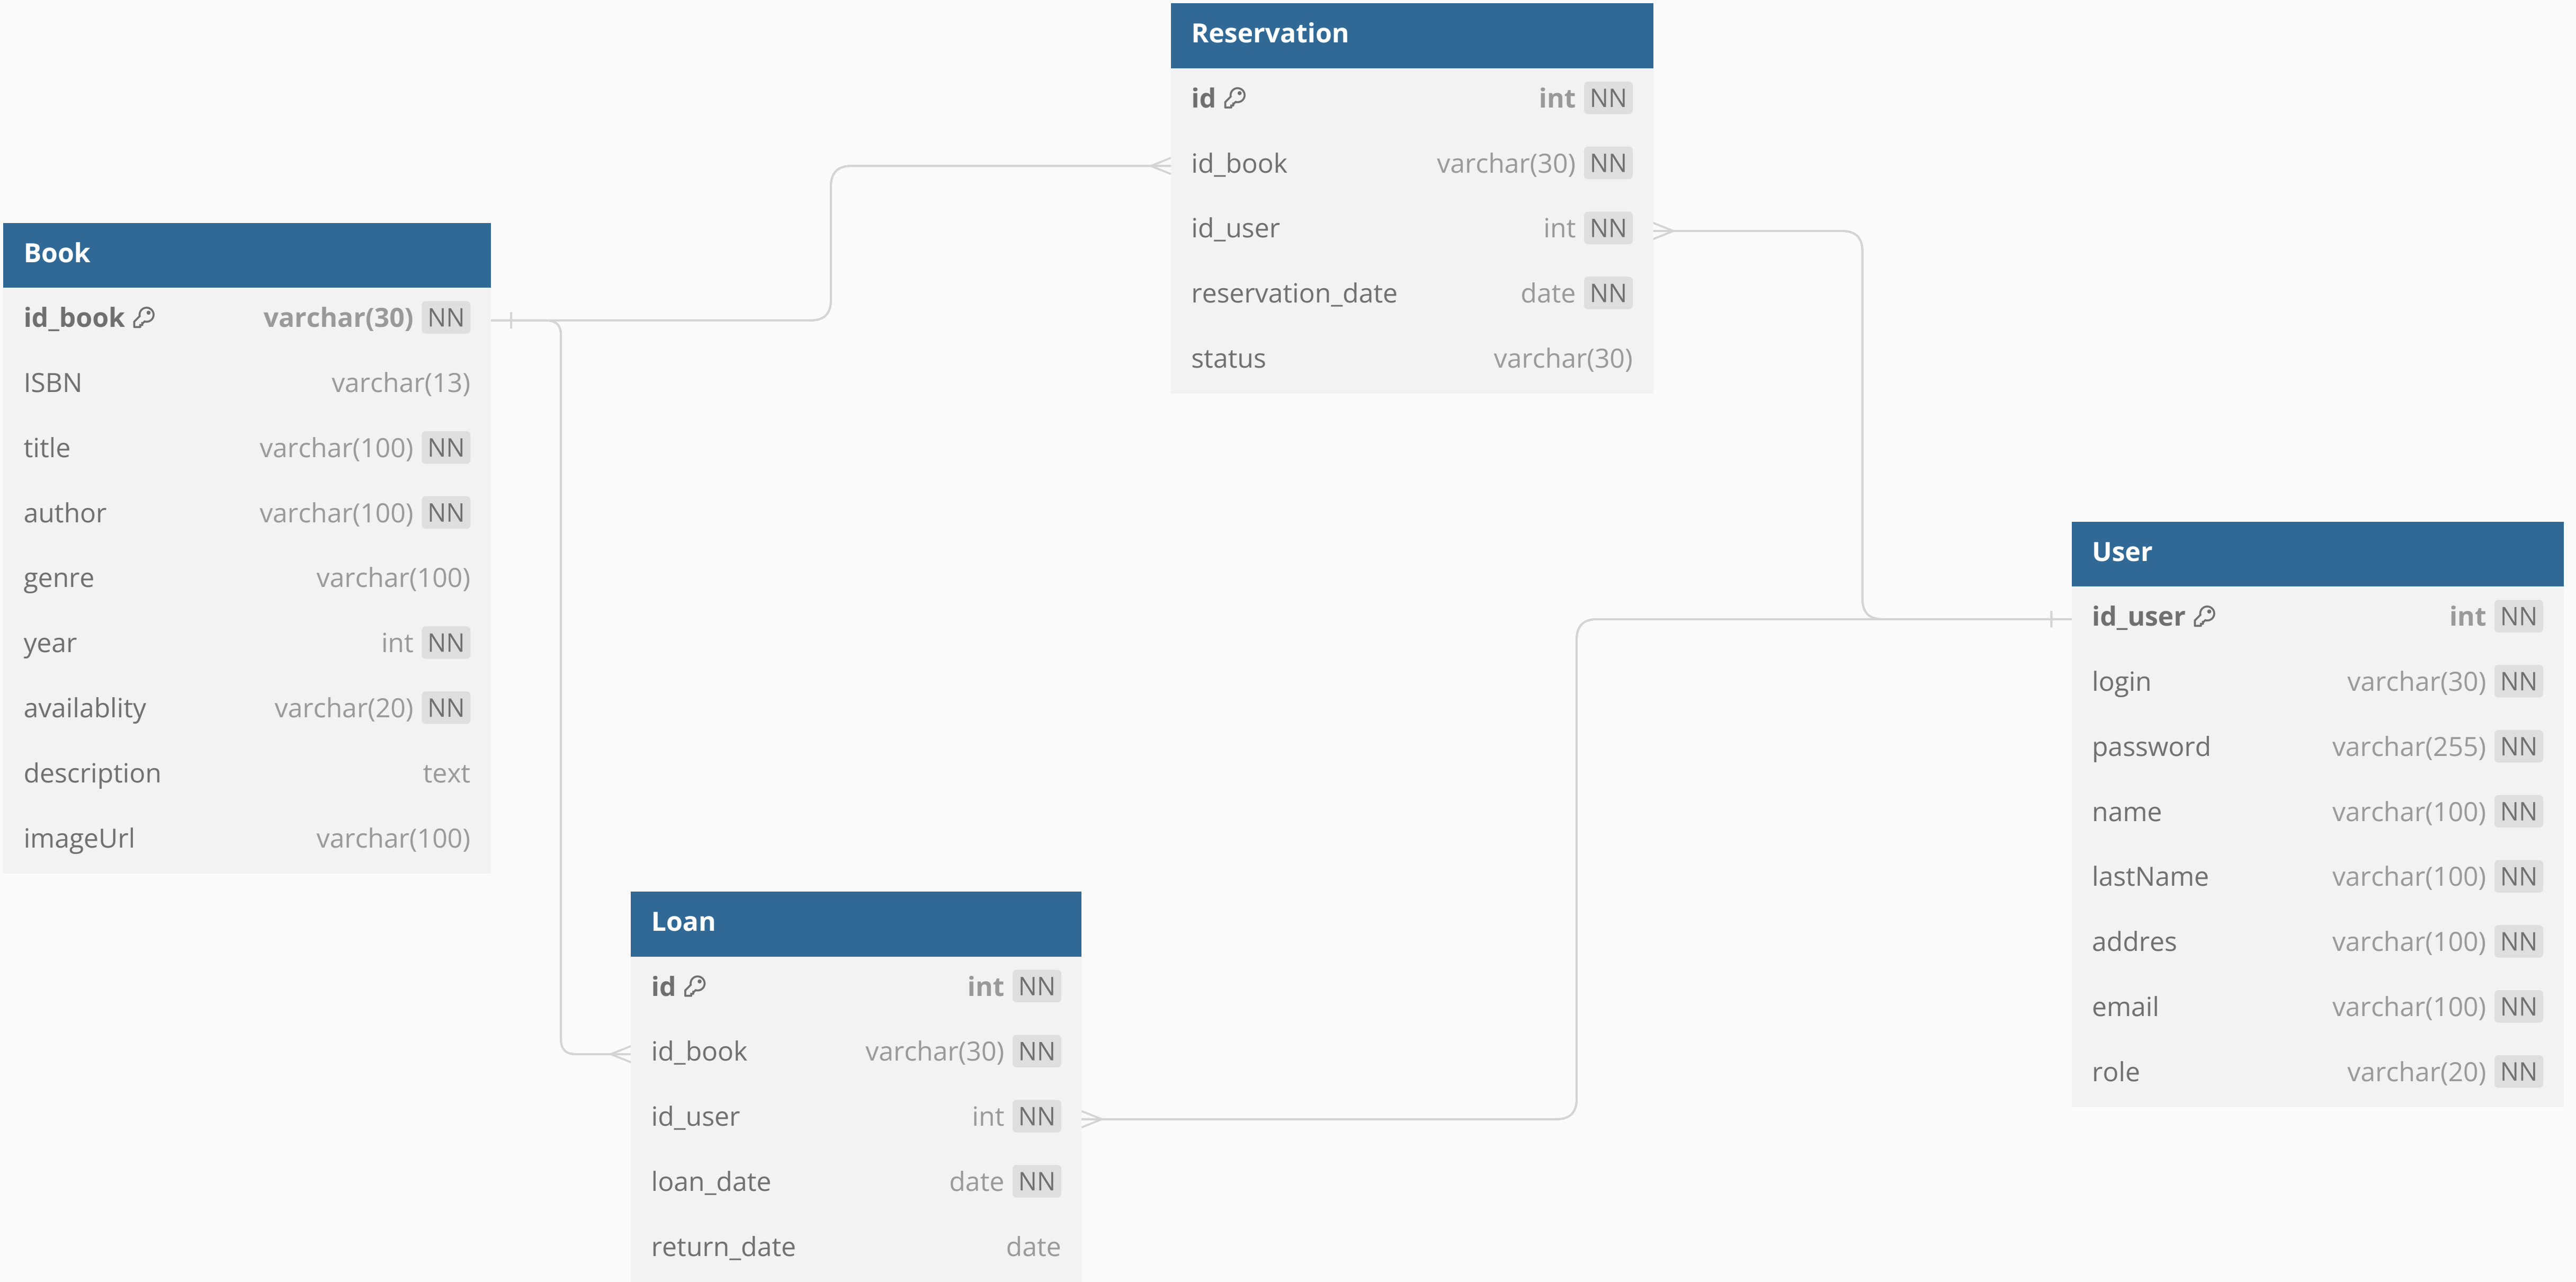 Reservation
id int NN
id_book varchar(30) NN
id_user int NN
reservation_date date NN
status varchar(30)
Book
id_book varchar(30) NN
ISBN varchar(13)
title varchar(100) NN
author varchar(100) NN
genre varchar(100)
year int NN
availablity varchar(20) NN
description text
imageUrl varchar(100)
User
id_user int NN
login varchar(30) NN
password varchar(255) NN
name varchar(100) NN
lastName varchar(100) NN
addres varchar(100) NN
email varchar(100) NN
role varchar(20) NN
Loan
id int NN
id_book varchar(30) NN
id_user int NN
loan_date date NN
return_date date